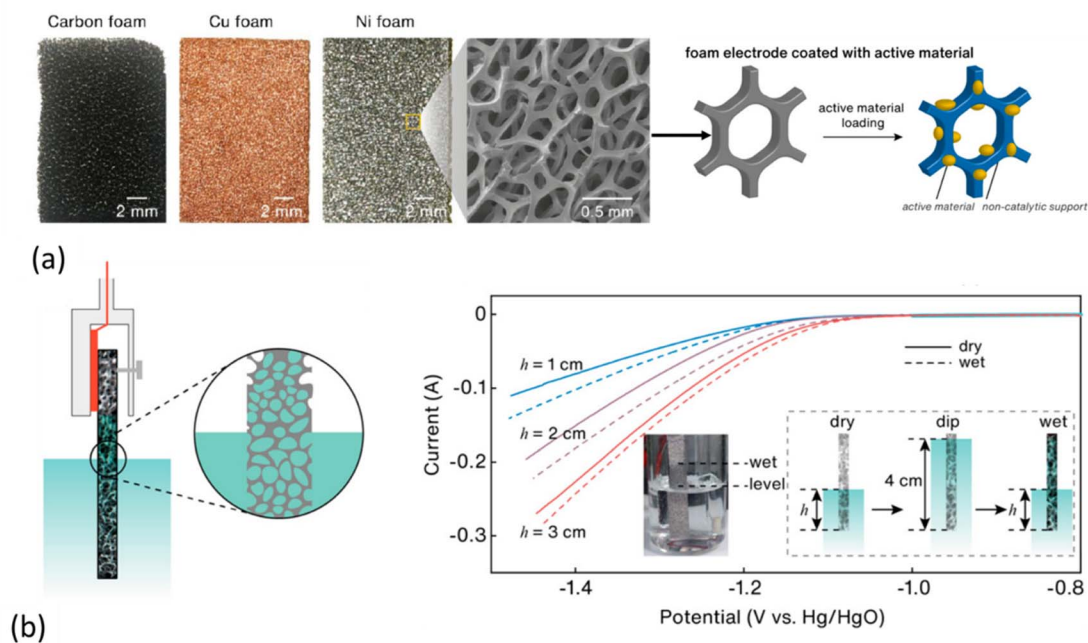 Carbon foam
Cu foam
Ni foam
2 mm
2 mm
2 mm
0.5 mm
foam electrode coated with active material
active material
loading
active material
non-catalytic support
(a)
0
-0.1
-0.2
-0.3
Current (A)
h = 1 cm
h = 2 cm
h = 3 cm
dry
wet
wet
level
dry
dip
wet
h
4 cm
h
-1.4
-1.2
-1.0
-0.8
Potential (V vs. Hg/HgO)
(b)